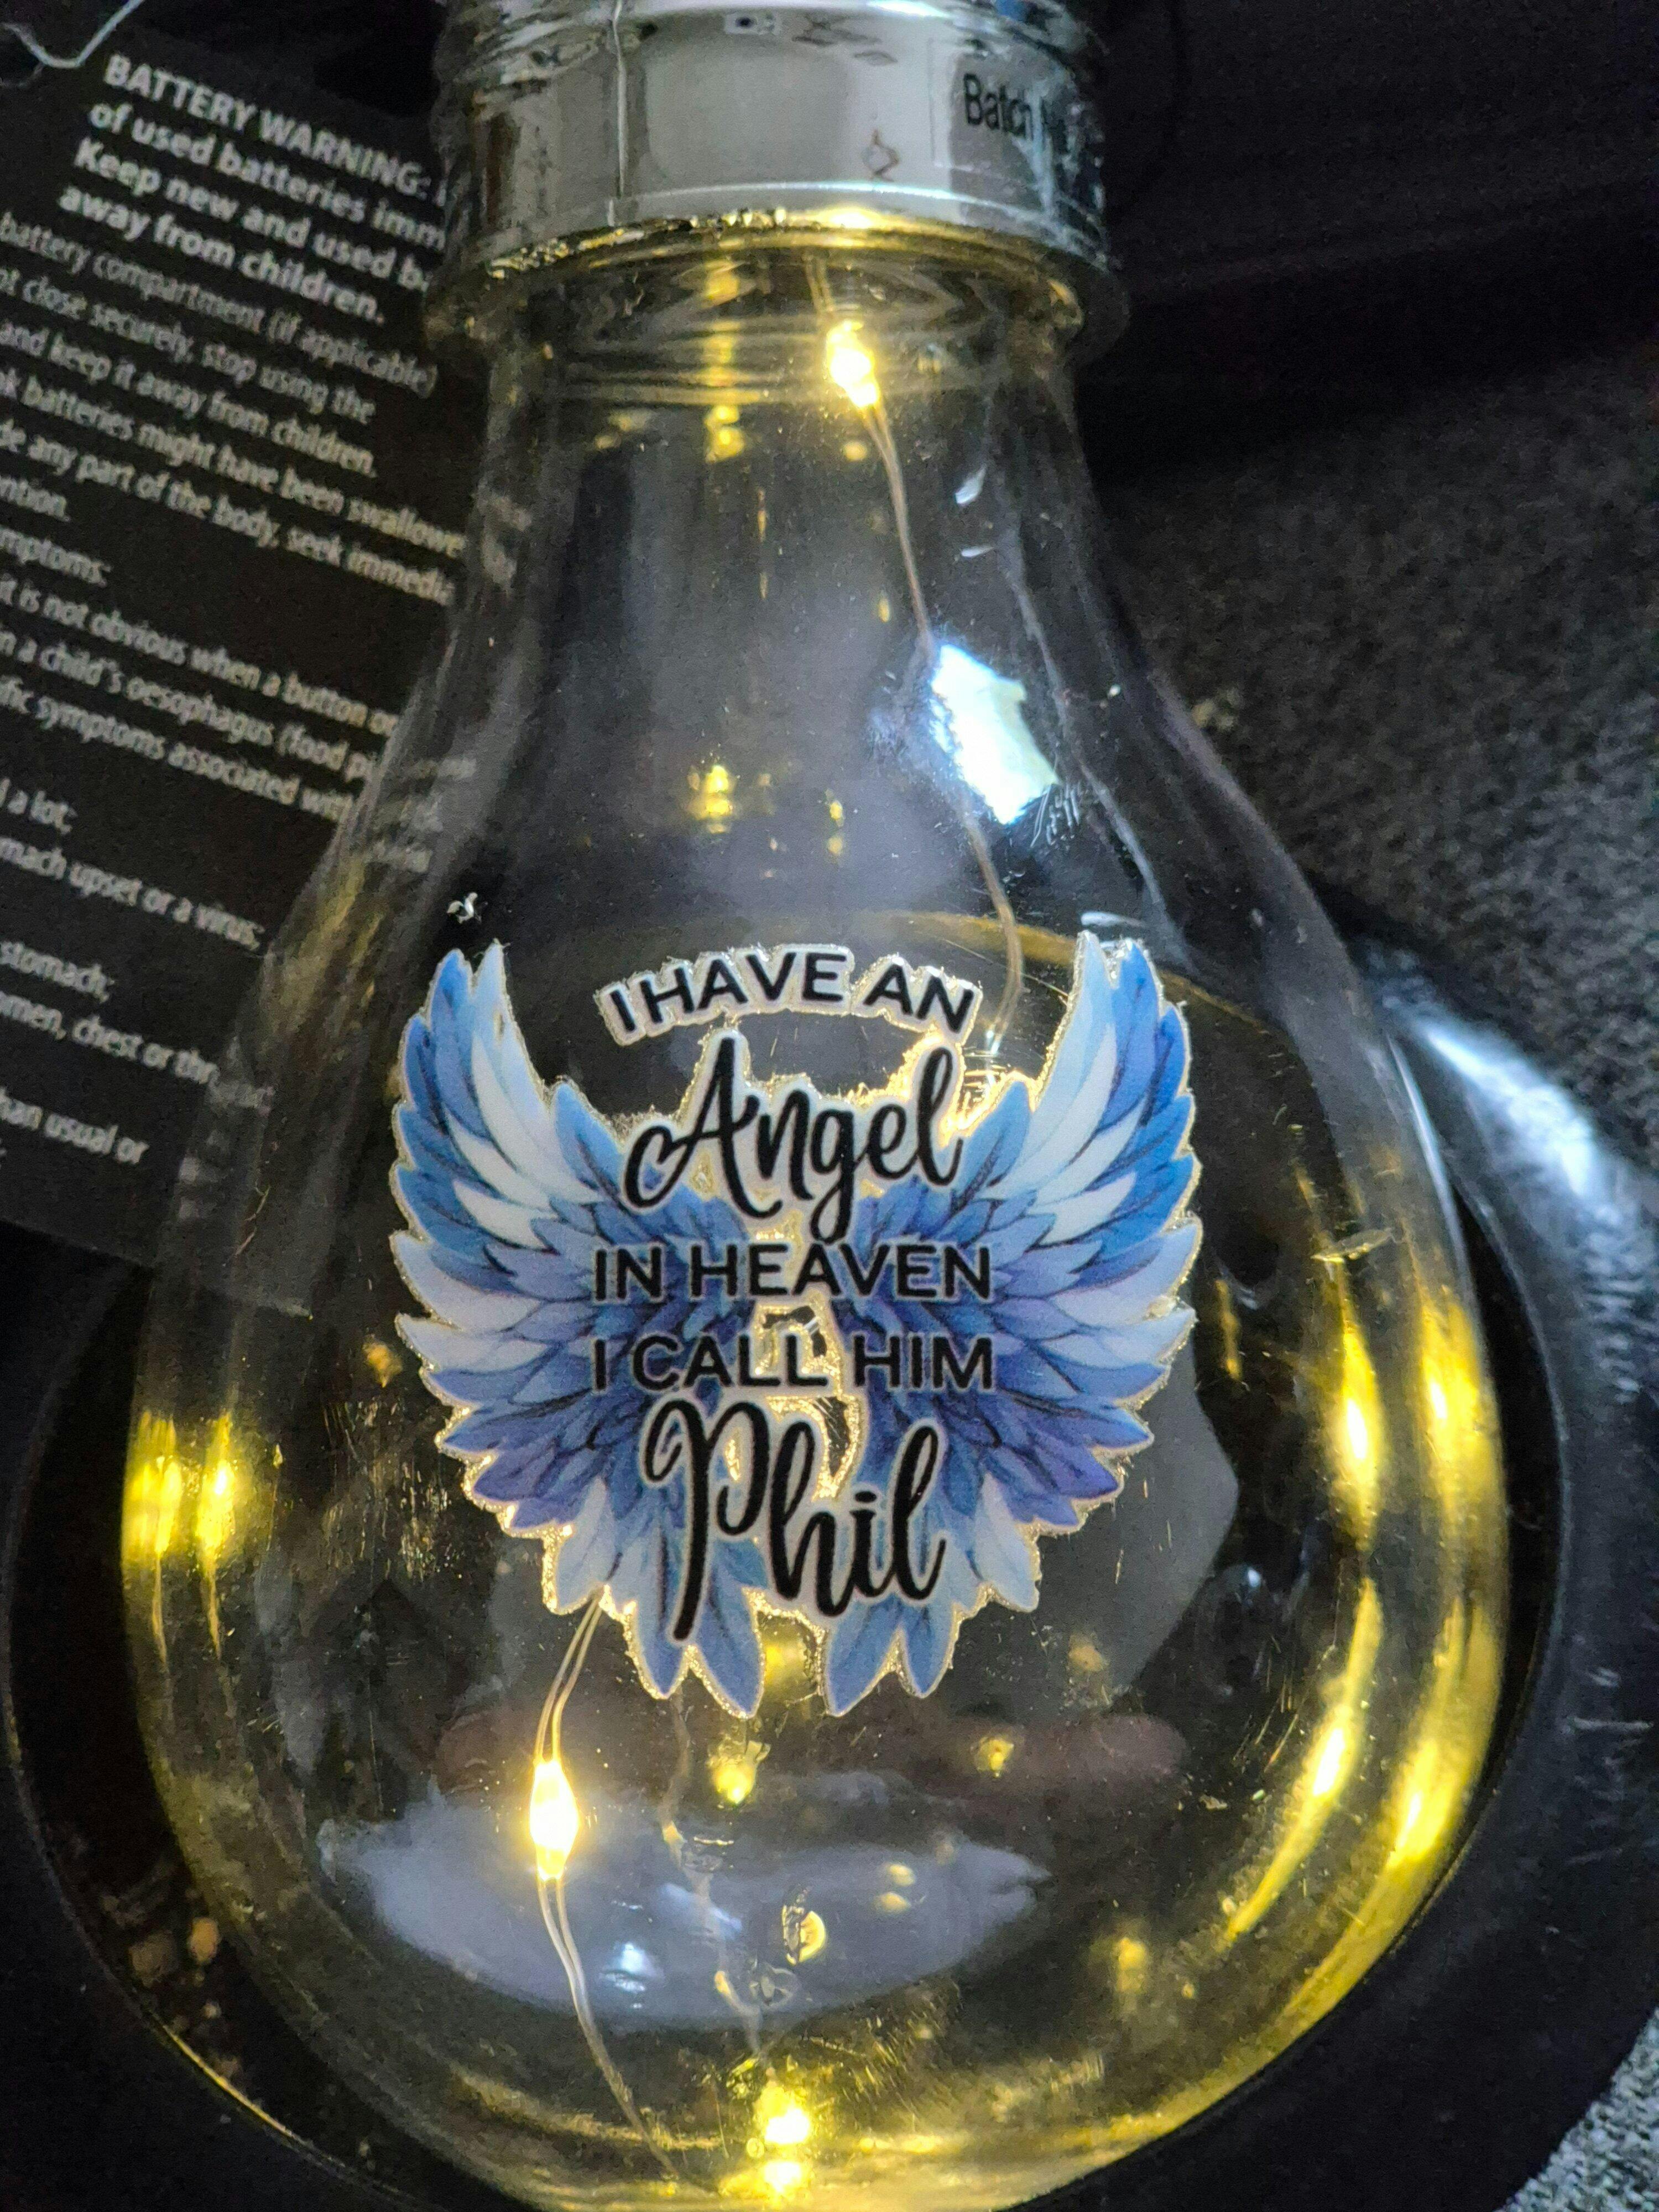 BATTERY WARNING:
of used batteries
Keep new and used
away from children.
battery compartment (if applicable)
close securely, stop using the
and keep it away from children.
batteries might have been
any part of the body, seek
it is not obvious when a button
in a child's oesophagus (food
symptoms associated
a lot;
upset or a virus:
stomach;
chest or
than usual or
Batch
I HAVE AN
Angel
IN HEAVEN
I CALL HIM
Phil